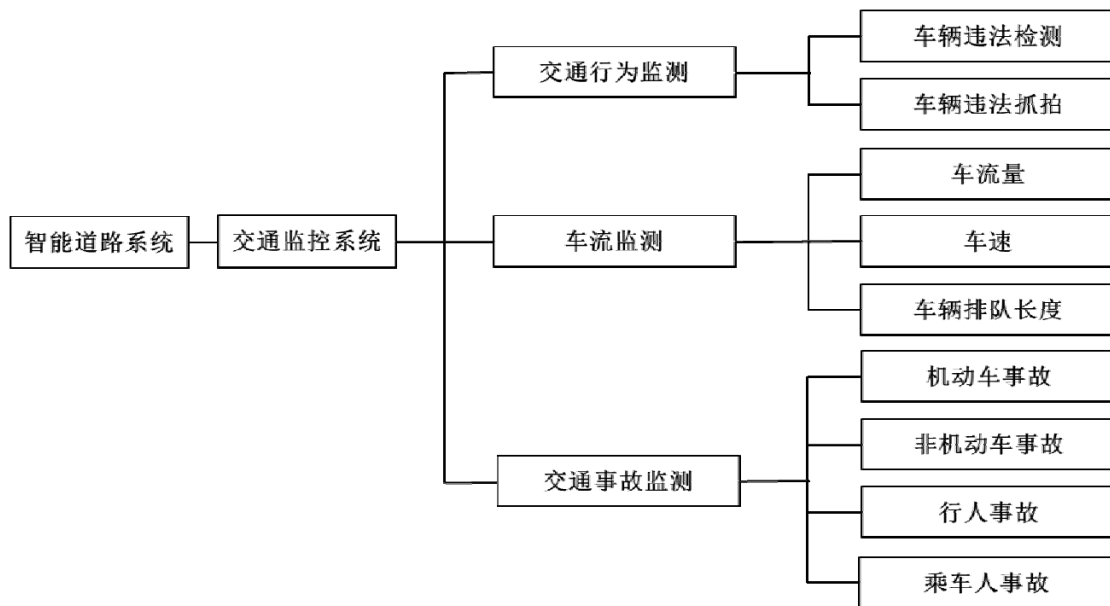 智能道路系统
交通监控系统
交通行为监测
车辆违法检测
车辆违法抓拍
车流监测
车流量
车速
车辆排队长度
交通事故监测
机动车事故
非机动车事故
行人事故
乘车人事故